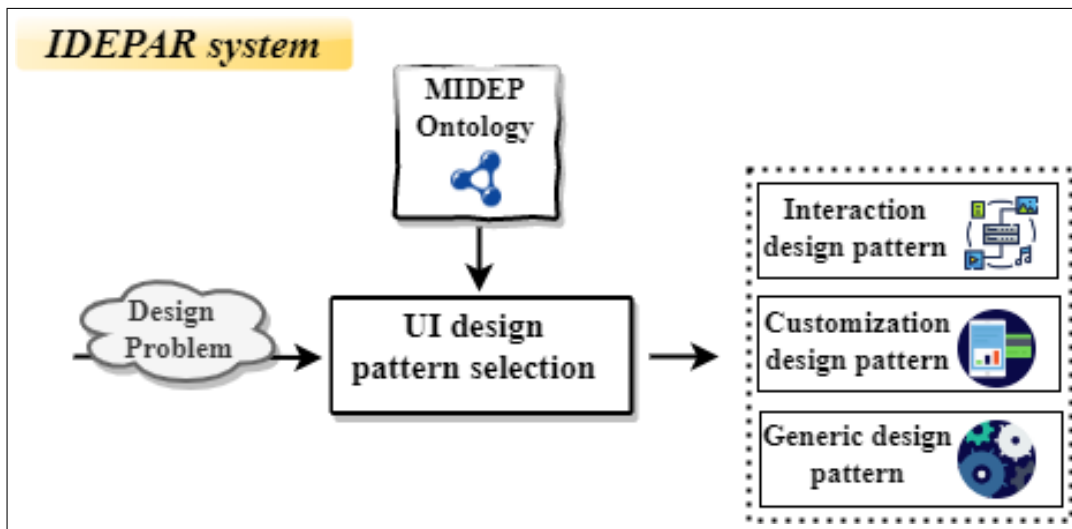 IDEPAR system
MIDEP
Ontology
Design
Problem
UI design
pattern selection
Interaction
design pattern
Customization
design pattern
Generic design
pattern